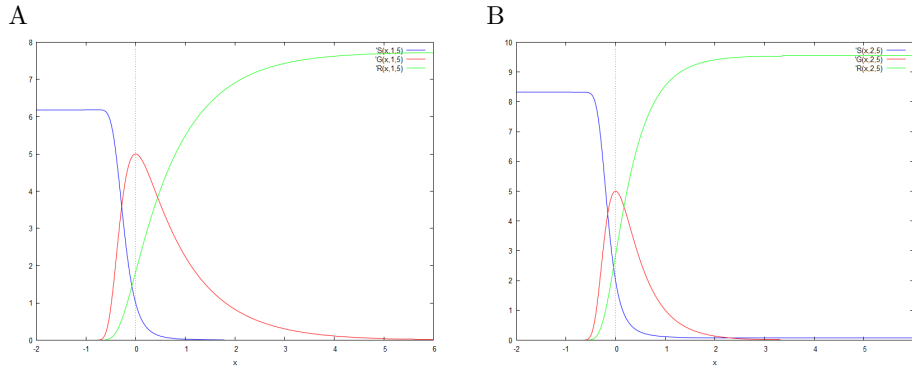 A
B
8
7
6
5
4
3
2
1
0
-2 -1 0 1 2 3 4 5 6
x
'S(x,1,5)
'G(x,1,5)
'R(x,1,5)
10
9
8
7
6
5
4
3
2
1
0
-2 -1 0 1 2 3 4 5
x
'S(x,2,5)
'G(x,2,5)
'R(x,2,5)